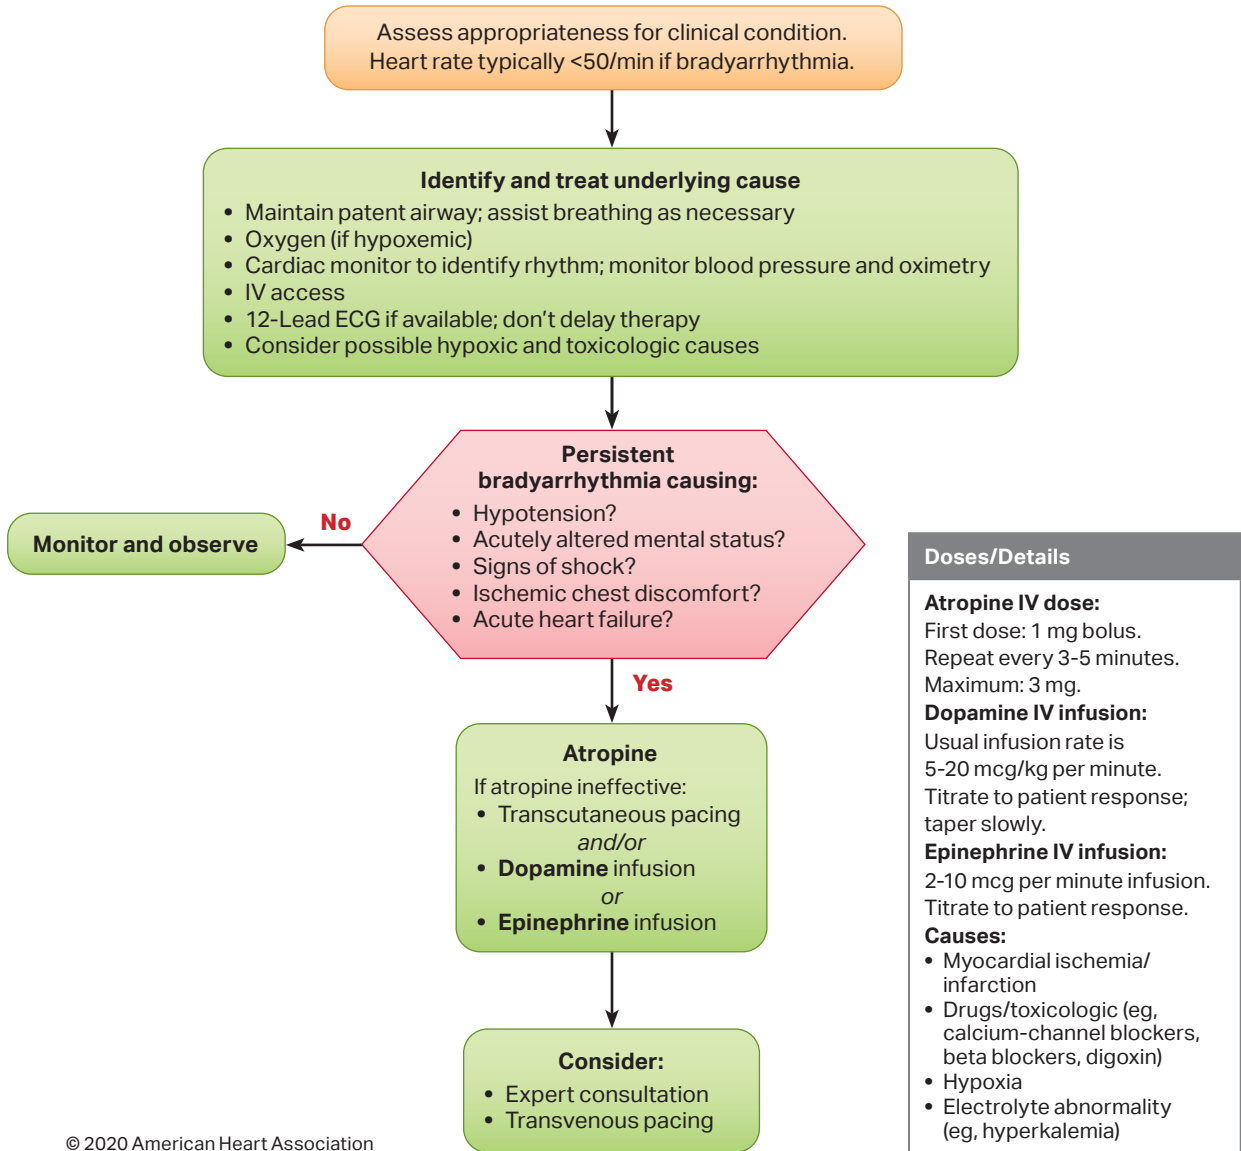 Assess appropriateness for clinical condition.
Heart rate typically <50/min if bradyarrhythmia.
Identify and treat underlying cause
• Maintain patent airway; assist breathing as necessary
• Oxygen (if hypoxemic)
• Cardiac monitor to identify rhythm; monitor blood pressure and oximetry
• IV access
• 12-Lead ECG if available; don't delay therapy
• Consider possible hypoxic and toxicologic causes
Persistent
bradyarrhythmia causing:
• Hypotension?
• Acutely altered mental status?
• Signs of shock?
• Ischemic chest discomfort?
• Acute heart failure?
No
Monitor and observe
Yes
Atropine
If atropine ineffective:
• Transcutaneous pacing
and/or
• Dopamine infusion
or
• Epinephrine infusion
Consider:
• Expert consultation
• Transvenous pacing
Doses/Details
Atropine IV dose:
First dose: 1 mg bolus.
Repeat every 3-5 minutes.
Maximum: 3 mg.
Dopamine IV infusion:
Usual infusion rate is
5-20 mcg/kg per minute.
Titrate to patient response;
taper slowly.
Epinephrine IV infusion:
2-10 mcg per minute infusion.
Titrate to patient response.
Causes:
• Myocardial ischemia/
infarction
• Drugs/toxicologic (eg,
calcium-channel blockers,
beta blockers, digoxin)
• Hypoxia
• Electrolyte abnormality
(eg, hyperkalemia)
© 2020 American Heart Association